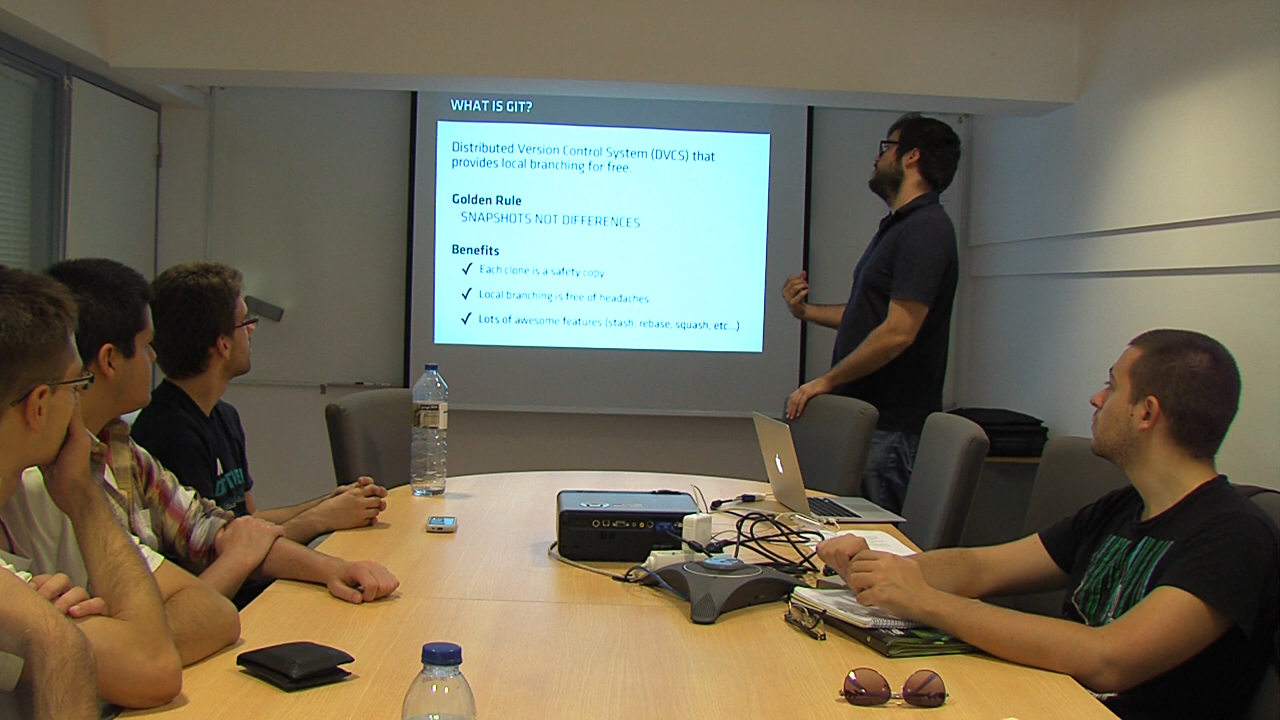 WHAT IS GIT?
Distributed Version Control System (DVCS) that
provides local branching for free
Golden Rule
SNAPSHOTS NOT DIFFERENCES
Benefits
✓ Each clone is a safety copy
✓ Local branching is free of headaches
✓ Lots of awesome features (stash, rebase, squash, etc...)